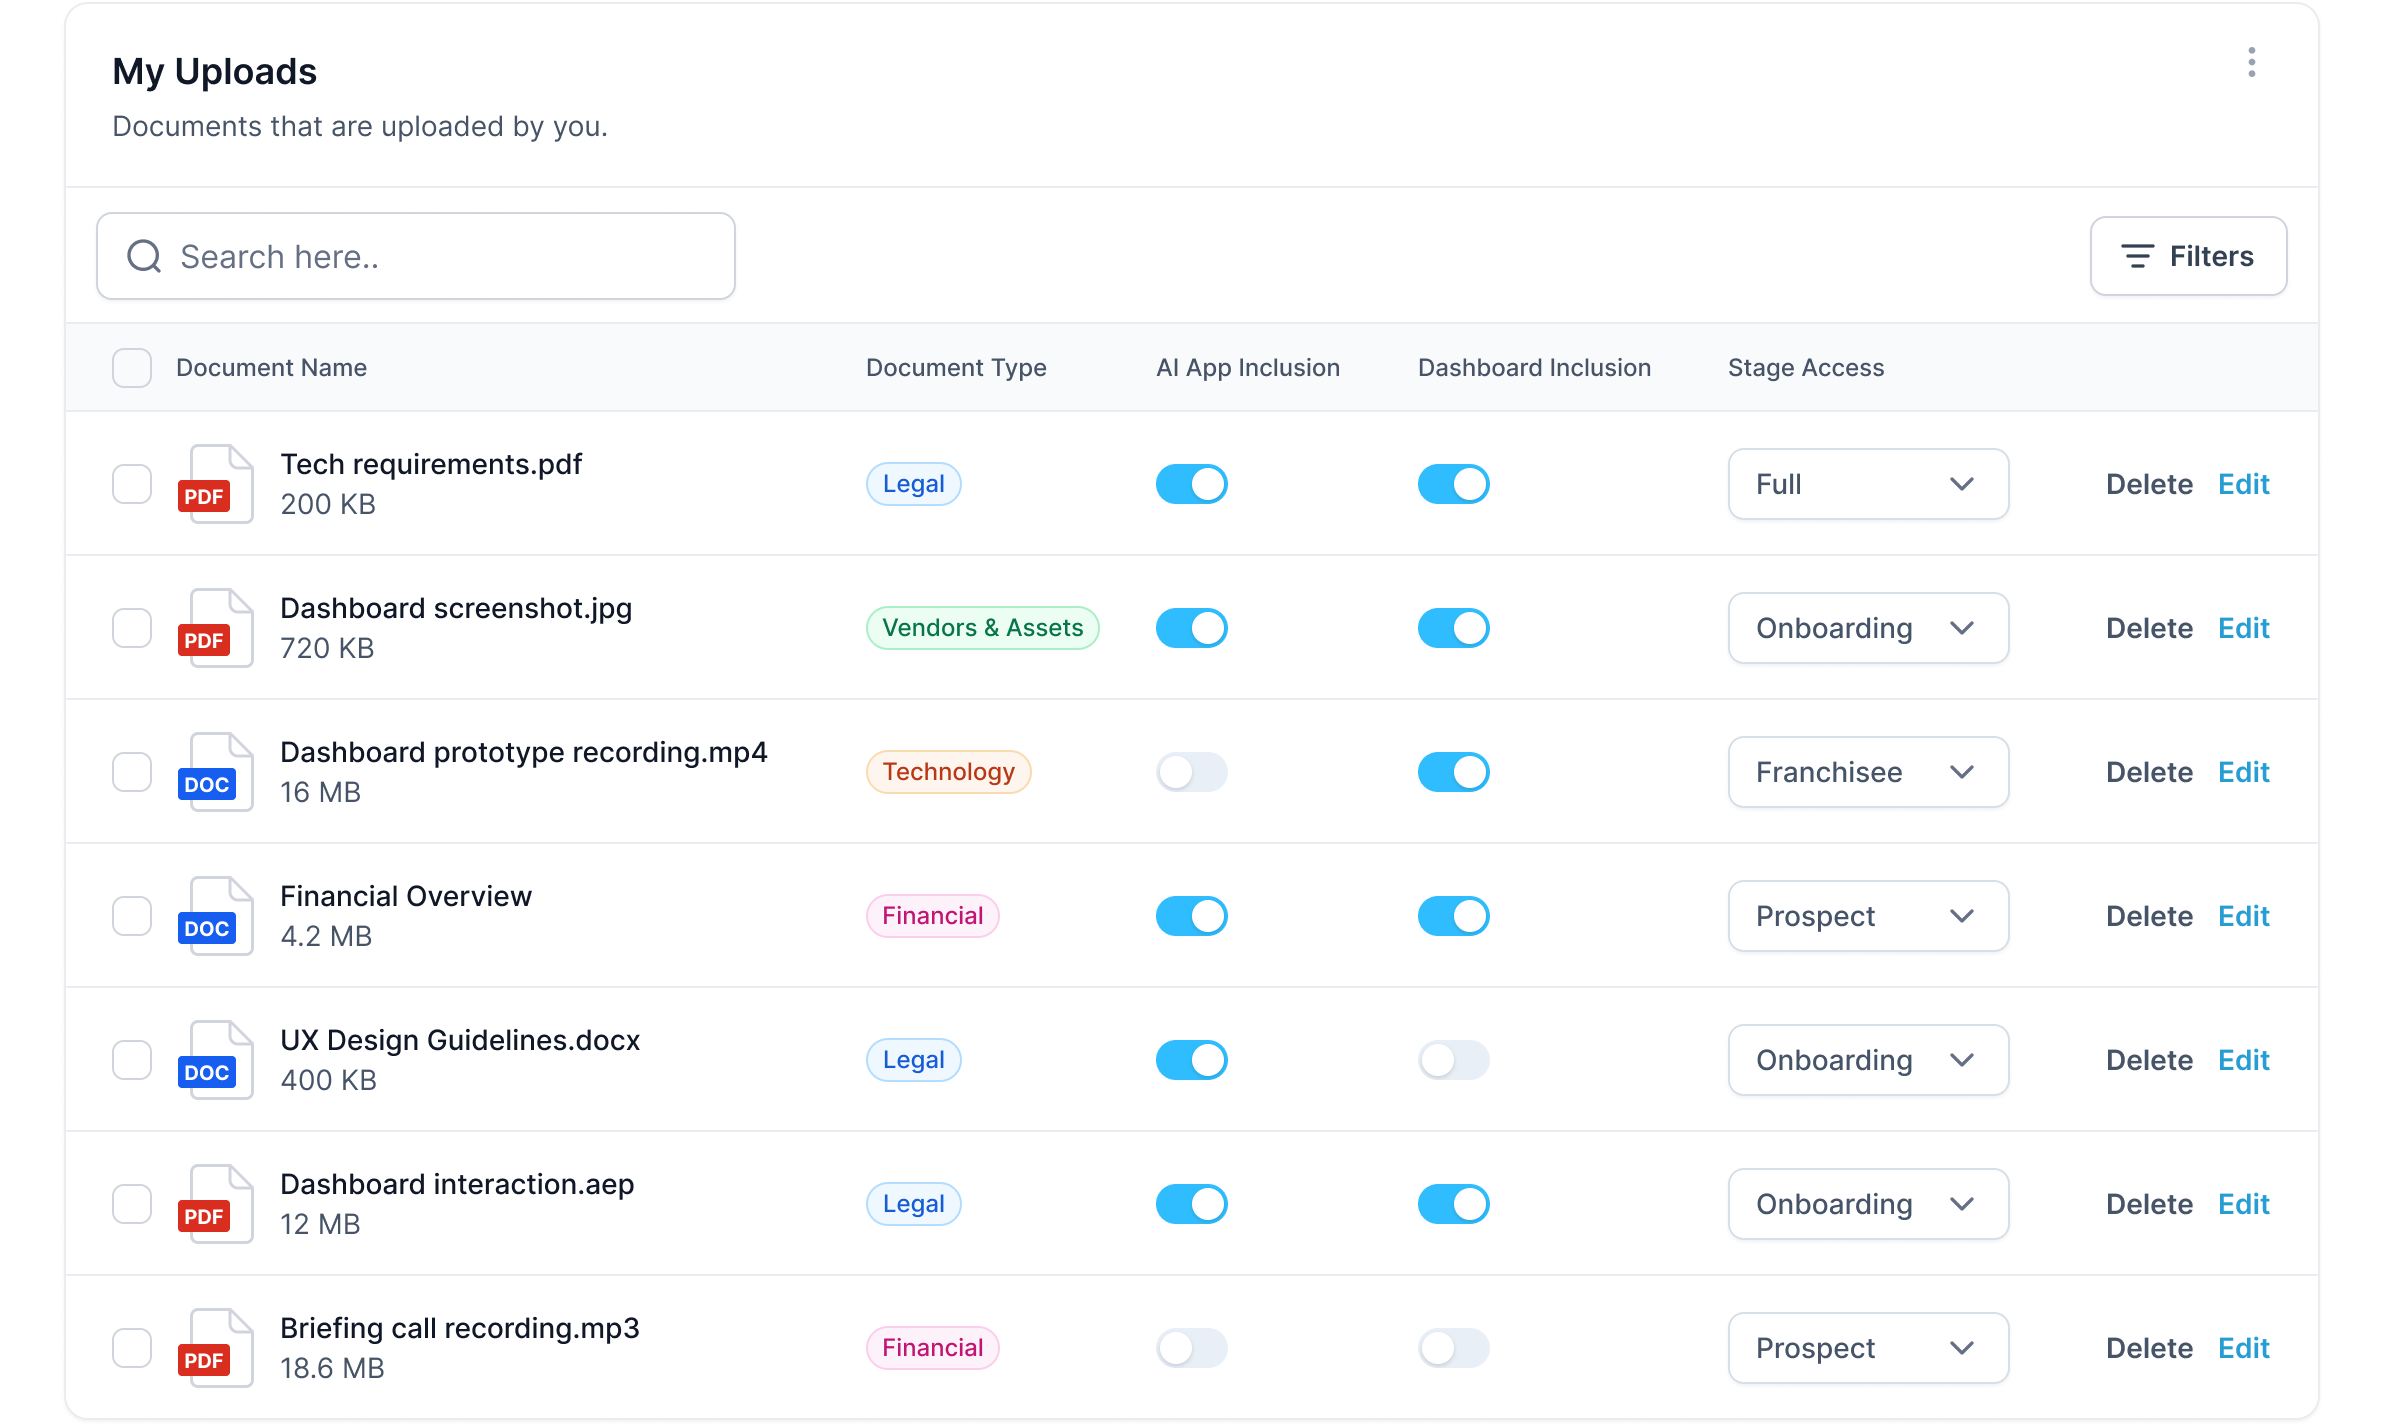 My Uploads
Documents that are uploaded by you.
Search here..
Filters
Document Name Document Type AI App Inclusion Dashboard Inclusion Stage Access
PDF Tech requirements.pdf 200 KB Legal Full Delete Edit
PDF Dashboard screenshot.jpg 720 KB Vendors & Assets Onboarding Delete Edit
DOC Dashboard prototype recording.mp4 16 MB Technology Franchisee Delete Edit
DOC Financial Overview 4.2 MB Financial Prospect Delete Edit
DOC UX Design Guidelines.docx 400 KB Legal Onboarding Delete Edit
PDF Dashboard interaction.aep 12 MB Legal Onboarding Delete Edit
PDF Briefing call recording.mp3 18.6 MB Financial Prospect Delete Edit